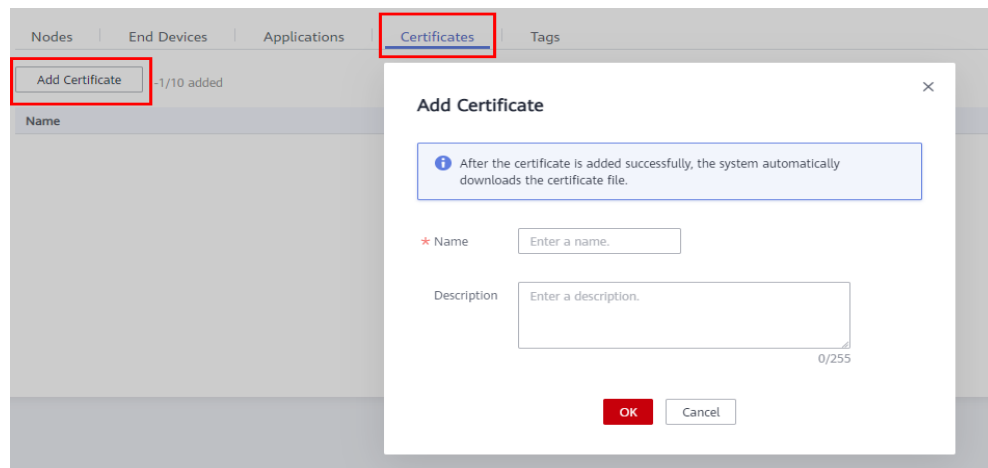 Nodes End Devices Applications Certificates Tags
Add Certificate -1/10 added
Name
Add Certificate
After the certificate is added successfully, the system automatically
downloads the certificate file.
* Name Enter a name.
Description Enter a description.
0/255
OK Cancel